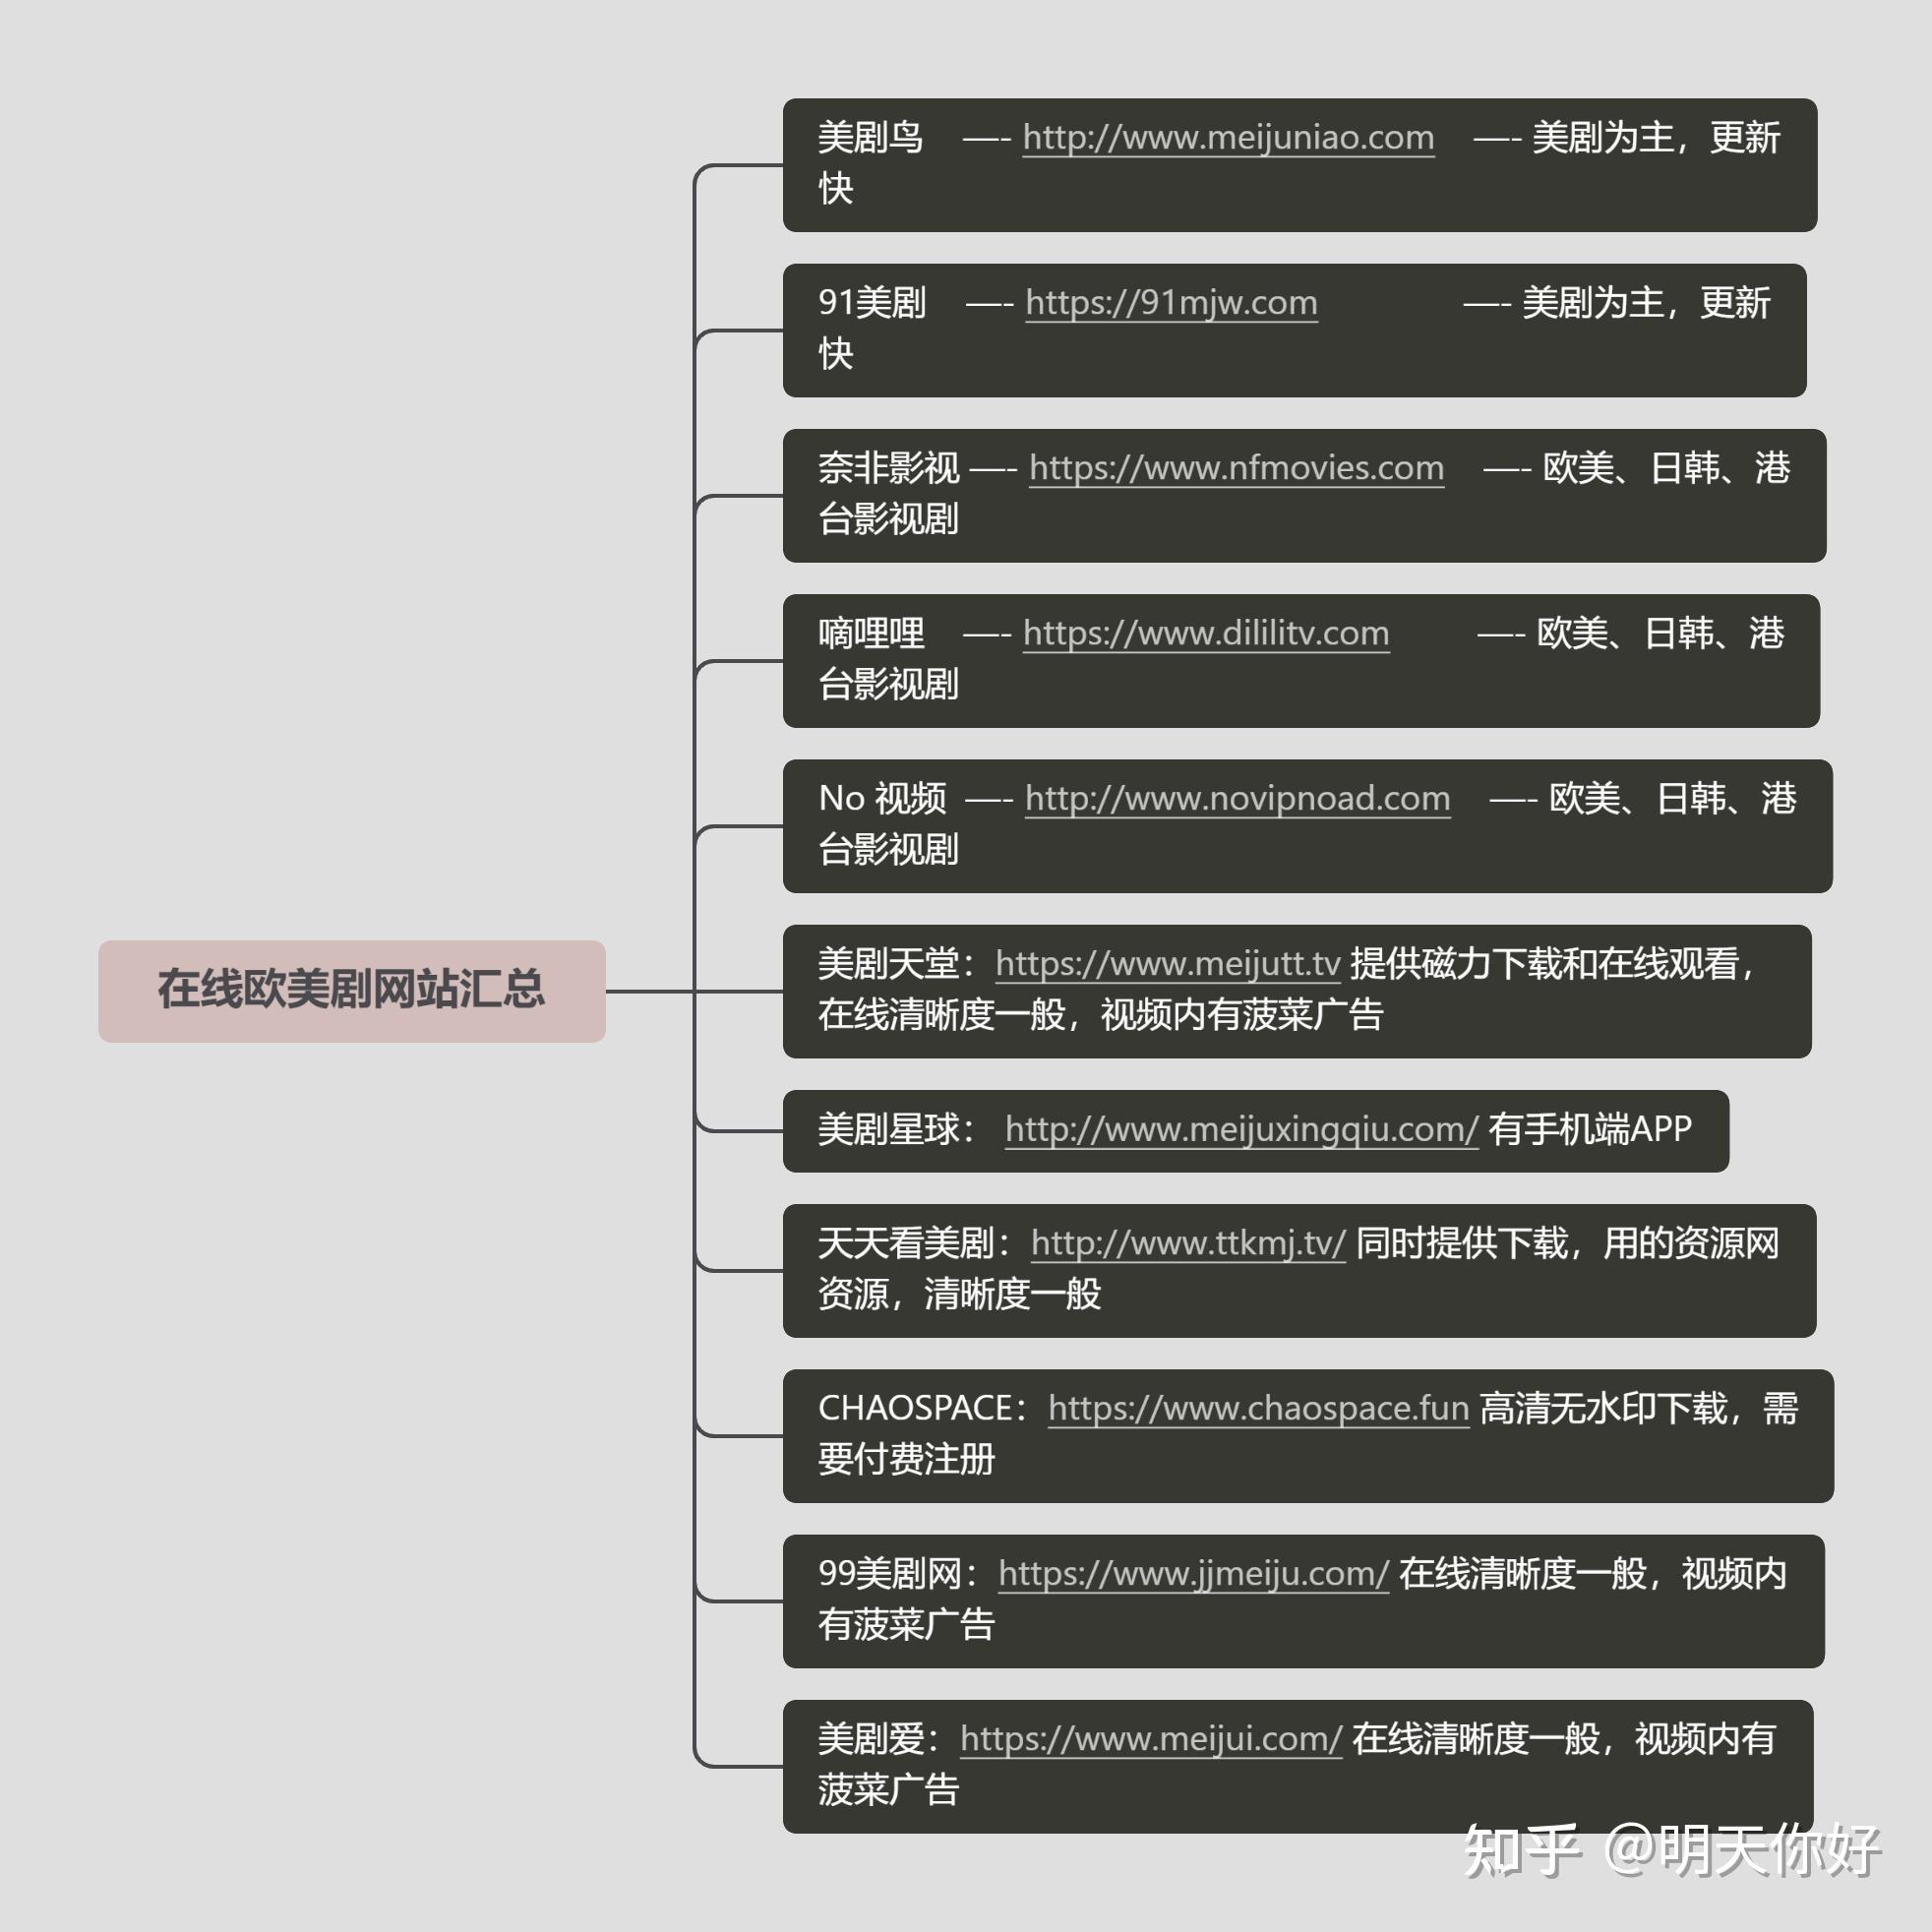 在线欧美剧网站汇总
美剧鸟 —- http://www.meijuniao.com —- 美剧为主，更新
快
91美剧 —- https://91mjw.com —- 美剧为主，更新
快
奈非影视 —- https://www.nfmovies.com —- 欧美、日韩、港
台影视剧
嘀哩哩 —- https://www.dililitv.com —- 欧美、日韩、港
台影视剧
No 视频 —- http://www.novipnoad.com —- 欧美、日韩、港
台影视剧
美剧天堂：https://www.meijutt.tv 提供磁力下载和在线观看，
在线清晰度一般，视频内有菠菜广告
美剧星球： http://www.meijuxingqiu.com/ 有手机端APP
天天看美剧：http://www.ttkmj.tv/ 同时提供下载，用的资源网
资源，清晰度一般
CHAOSPACE：https://www.chaospace.fun 高清无水印下载，需
要付费注册
99美剧网：https://www.jjmeiju.com/ 在线清晰度一般，视频内
有菠菜广告
美剧爱：https://www.meijui.com/ 在线清晰度一般，视频内有
菠菜广告
知乎 @明天你好